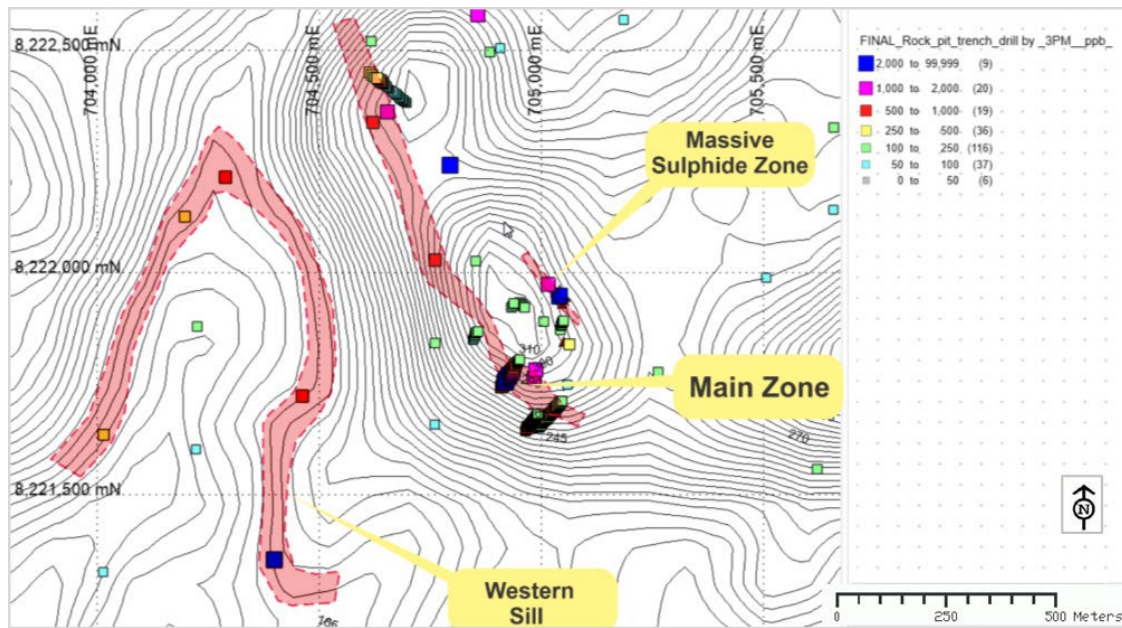 8,222,500 mN
704,000 mE
704,500 mE
705,000 mE
705,500 mE
Massive
Sulphide Zone
8,222,000 mN
310
Main Zone
245
270
8,221,500 mN
Western
Sill
FINAL_Rock_pit_trench_drill by _3PM__ppb_
2,000 to 99,999 (9)
1,000 to 2,000 (20)
500 to 1,000 (19)
250 to 500 (36)
100 to 250 (116)
50 to 100 (37)
0 to 50 (6)
N
0 250 500 Meters